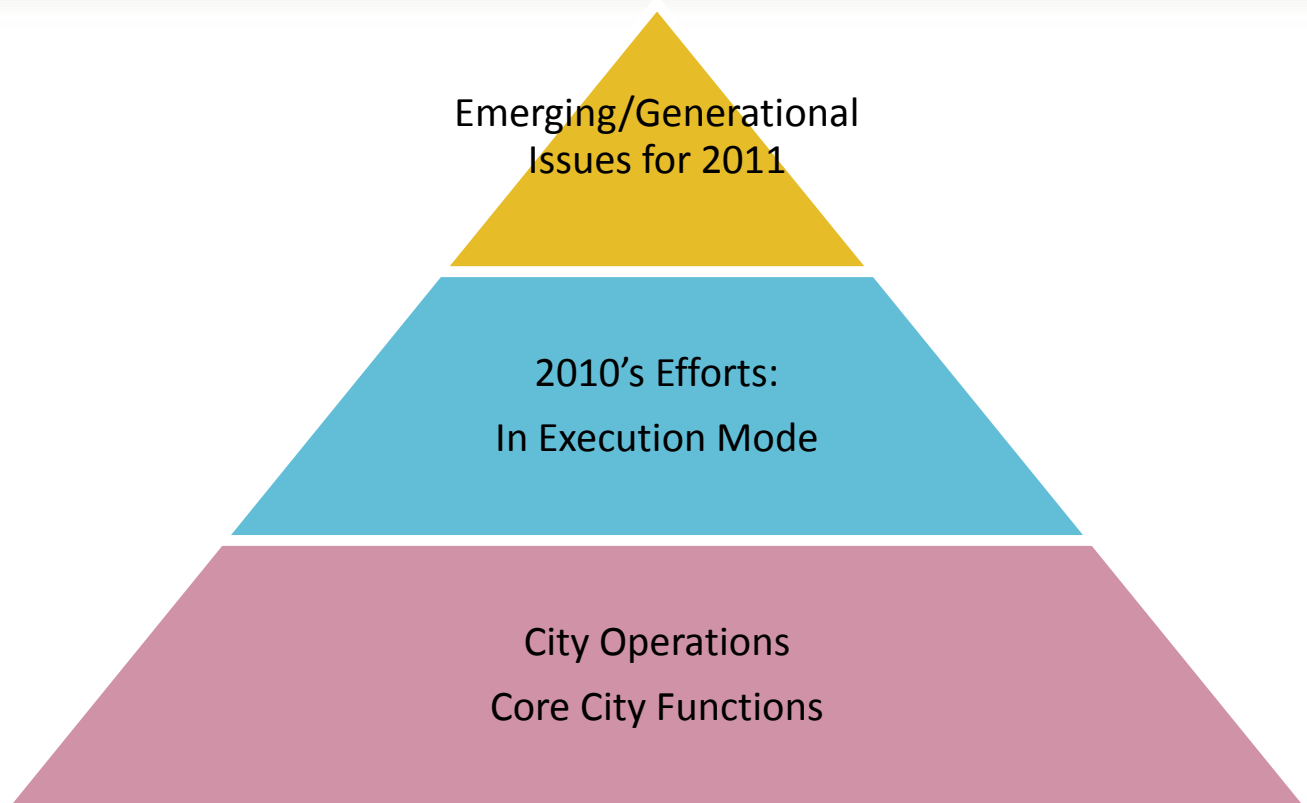 Emerging/Generational
Issues for 2011
2010’s Efforts:
In Execution Mode
City Operations
Core City Functions